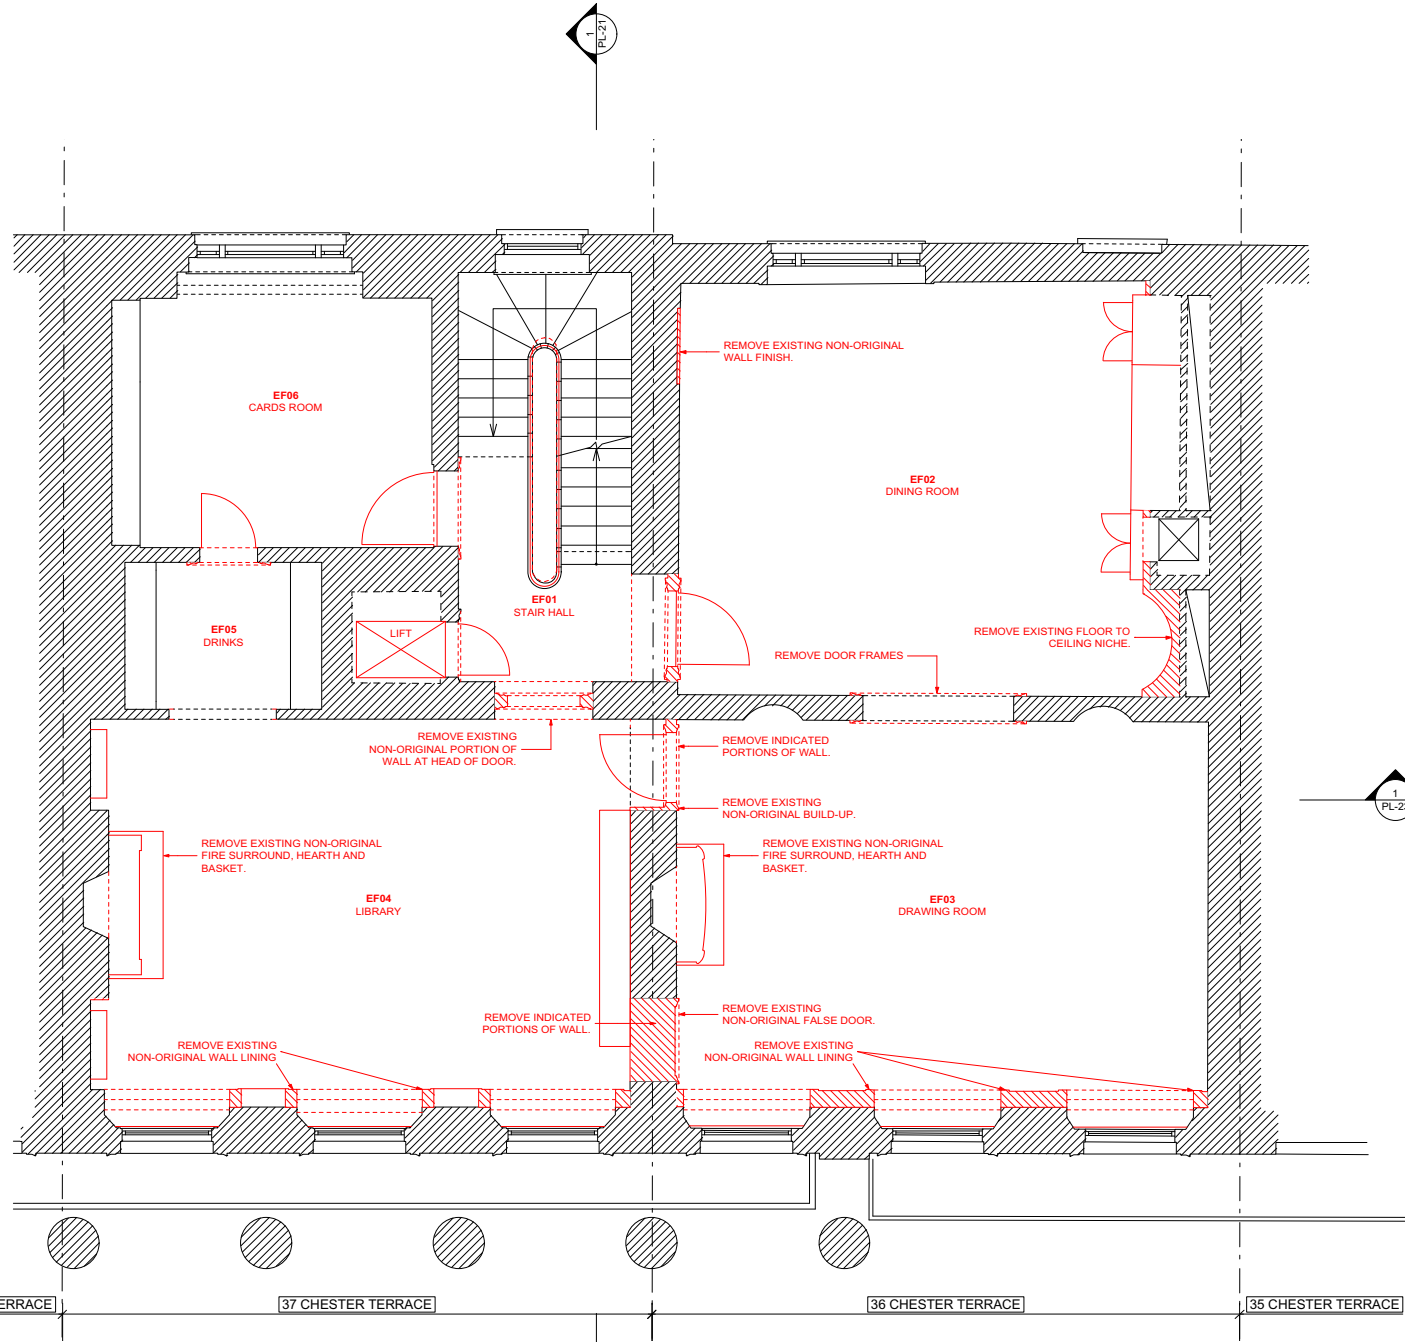 1
PL-21
REMOVE EXISTING NON-ORIGINAL
WALL FINISH.
EF06
CARDS ROOM
EF02
DINING ROOM
EF01
STAIR HALL
EF05
DRINKS
LIFT
REMOVE EXISTING FLOOR TO
CEILING NICHE.
REMOVE DOOR FRAMES
REMOVE EXISTING
NON-ORIGINAL PORTION OF
WALL AT HEAD OF DOOR.
REMOVE INDICATED
PORTIONS OF WALL.
REMOVE EXISTING
NON-ORIGINAL BUILD-UP.
1
PL-22
REMOVE EXISTING NON-ORIGINAL
FIRE SURROUND, HEARTH AND
BASKET.
REMOVE EXISTING NON-ORIGINAL
FIRE SURROUND, HEARTH AND
BASKET.
EF04
LIBRARY
EF03
DRAWING ROOM
REMOVE INDICATED
PORTIONS OF WALL.
REMOVE EXISTING
NON-ORIGINAL FALSE DOOR.
REMOVE EXISTING
NON-ORIGINAL WALL LINING
REMOVE EXISTING
NON-ORIGINAL WALL LINING
ERRACE
37 CHESTER TERRACE
36 CHESTER TERRACE
35 CHESTER TERRACE